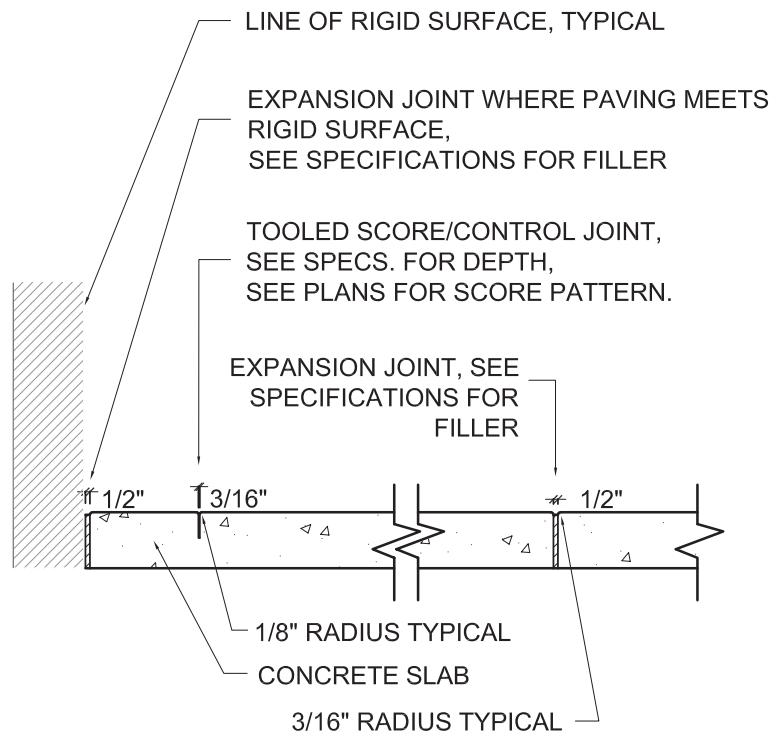 LINE OF RIGID SURFACE, TYPICAL
EXPANSION JOINT WHERE PAVING MEETS
RIGID SURFACE,
SEE SPECIFICATIONS FOR FILLER
TOOLED SCORE/CONTROL JOINT,
SEE SPECS. FOR DEPTH,
SEE PLANS FOR SCORE PATTERN.
EXPANSION JOINT, SEE
SPECIFICATIONS FOR
FILLER
1/2"
3/16"
1/2"
1/8" RADIUS TYPICAL
CONCRETE SLAB
3/16" RADIUS TYPICAL